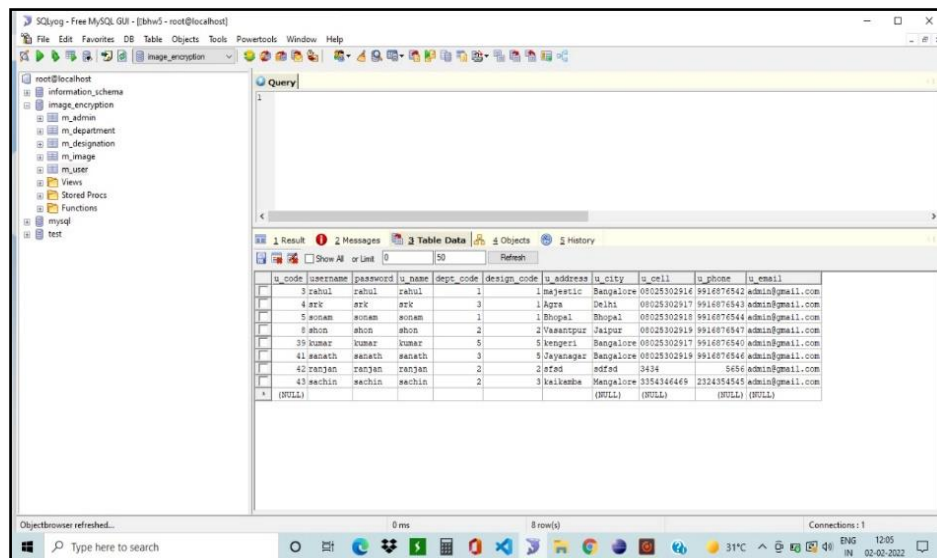 SQLyog - Free MySQL GUI - [[bhw5 - root@localhost]
File Edit Favorites DB Table Objects Tools Powertools Window Help
image_encryption
root@localhost
information_schema
image_encryption
m_admin
m_department
m_designation
m_image
m_user
Views
Stored Procs
Functions
mysql
test
Query
1
1 Result 2 Messages 3 Table Data 4 Objects 5 History
Show All or Limit 0 50 Refresh
u_code username password u_name dept_code design_code u_address u_city u_cell u_phone u_email
3 rahul rahul rahul 1 1 majestic Bangalore 08025302916 9916876542 admin@gmail.com
4 srk srk srk 3 1 Agra Delhi 08025302917 9916876543 admin@gmail.com
5 sonam sonam sonam 1 1 Bhopal Bhopal 08025302918 9916876544 admin@gmail.com
8 shon shon shon 2 2 Vasantpur Jaipur 08025302919 9916876547 admin@gmail.com
39 kumar kumar kumar 5 5 kengeri Bangalore 08025302917 9916876540 admin@gmail.com
41 sanath sanath sanath 3 5 Jayanagar Bangalore 08025302919 9916876546 admin@gmail.com
42 ranjan ranjan ranjan 2 2 sfsd sdfsd 3434 5656 admin@gmail.com
43 sachin sachin sachin 2 3 kaikamba Mangalore 3354346469 2324354545 admin@gmail.com
* (NULL) (NULL) (NULL) (NULL) (NULL)
Objectbrowser refreshed... 0 ms 8 row(s) Connections : 1
Type here to search 31°C ENG 12:05
IN 02-02-2022